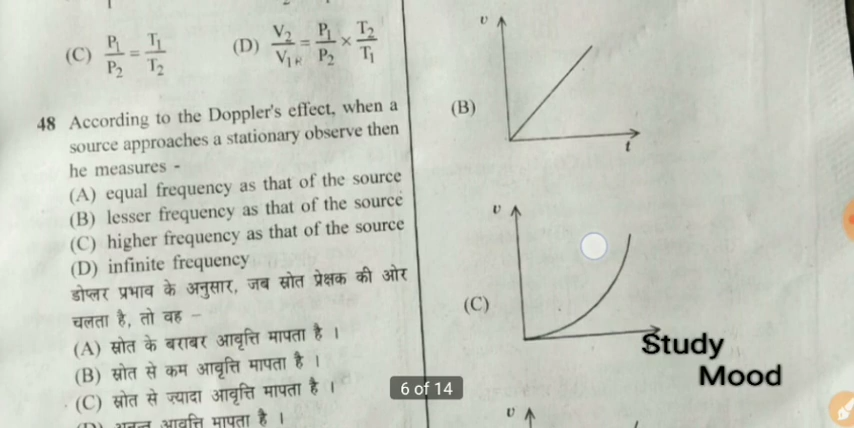 (C) P₁/P₂ = T₁/T₂ (D) V₂/V₁ = P₁/P₂ × T₂/T₁
48 According to the Doppler's effect, when a
source approaches a stationary observe then
he measures -
(A) equal frequency as that of the source
(B) lesser frequency as that of the source
(C) higher frequency as that of the source
(D) infinite frequency
डोप्लर प्रभाव के अनुसार, जब स्रोत प्रेक्षक की ओर
चलता है, तो वह –
(A) स्रोत के बराबर आवृत्ति मापता है ।
(B) स्रोत से कम आवृत्ति मापता है ।
(C) स्रोत से ज्यादा आवृत्ति मापता है ।
आवृत्ति मापता है ।
υ
(B)
t
υ
(C)
υ
Study
Mood
6 of 14